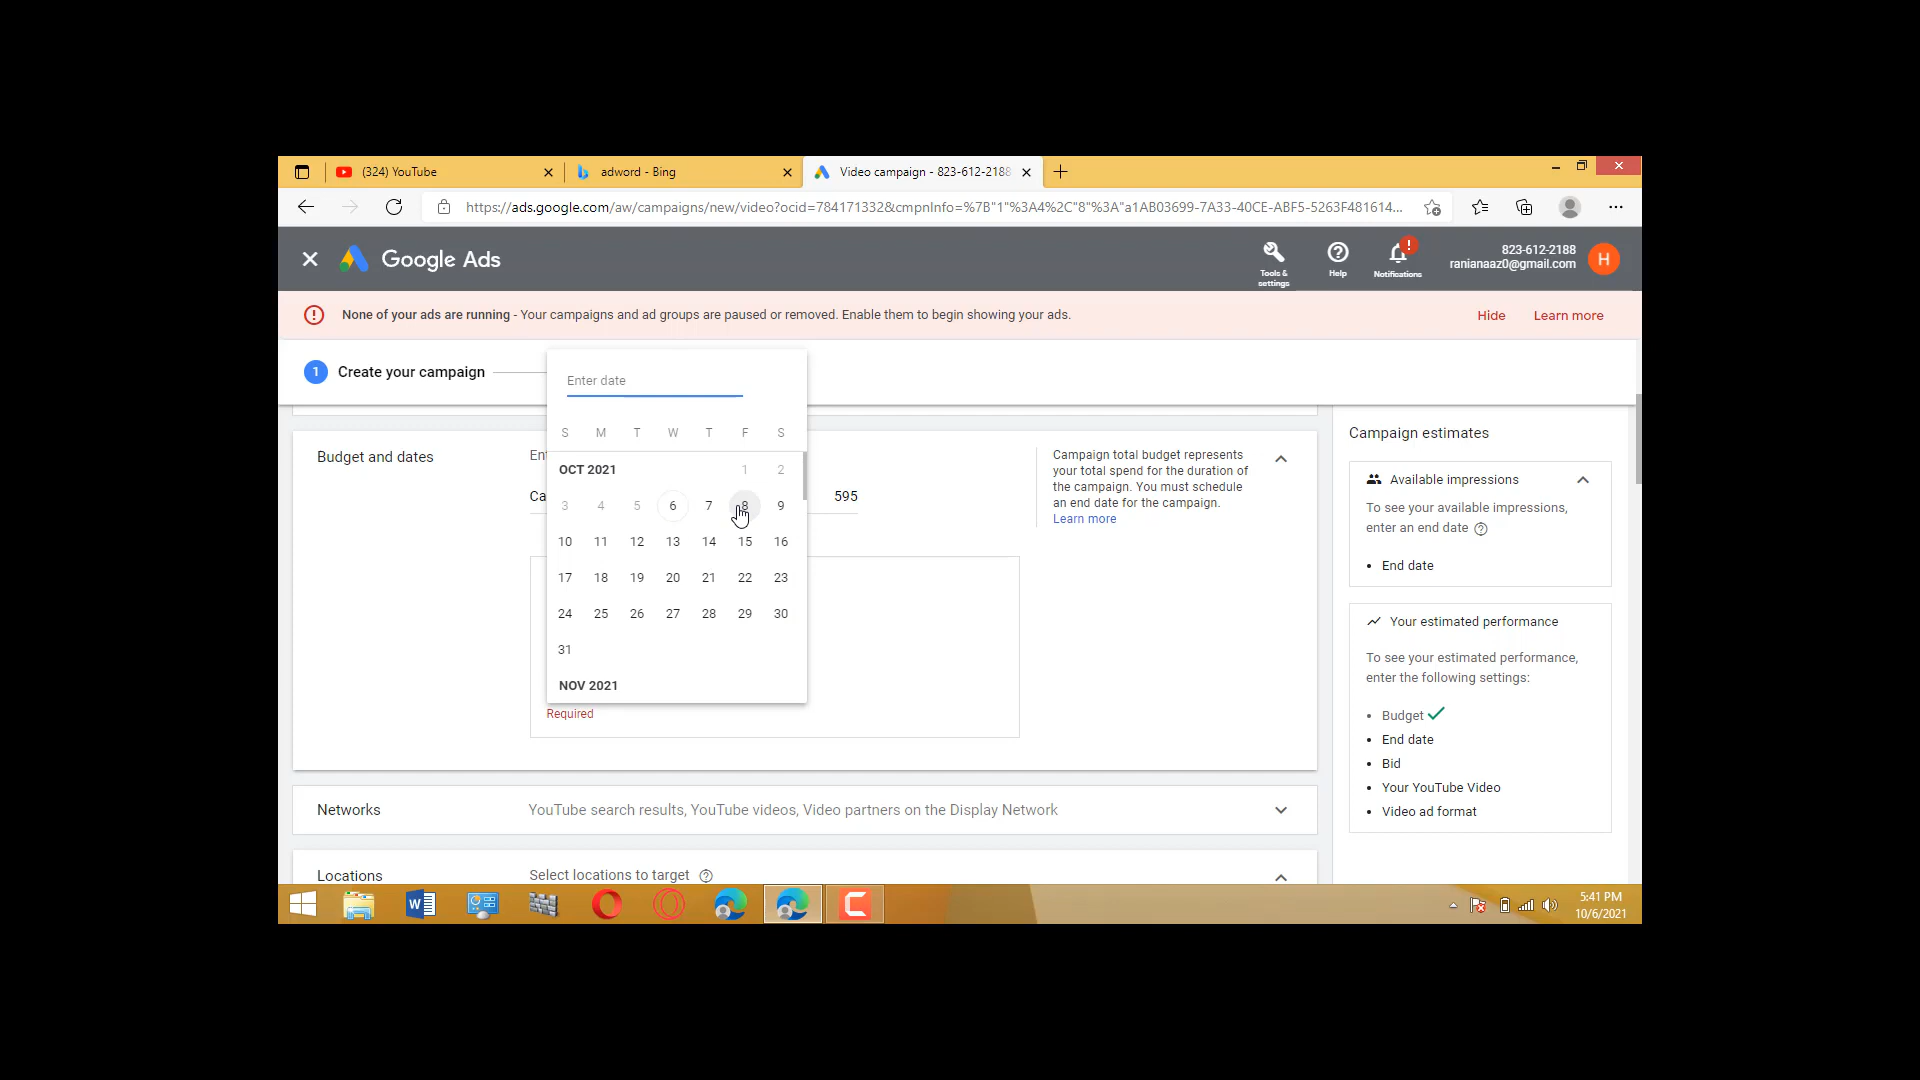 (324) YouTube
adword - Bing
Video campaign - 823-612-2188
https://ads.google.com/aw/campaigns/new/video?ocid=784171332&cmpnInfo=%7B"1"%3A4%2C"8"%3A"a1AB03699-7A33-40CE-ABF5-5263F481614...
Google Ads
Tools &
settings
Help
!
Notifications
823-612-2188
ranianaaz0@gmail.com
H
None of your ads are running - Your campaigns and ad groups are paused or removed. Enable them to begin showing your ads.
Hide
Learn more
1
Create your campaign
Enter date
S M T W T F S
OCT 2021 1 2
3 4 5 6 7 8 9
10 11 12 13 14 15 16
17 18 19 20 21 22 23
24 25 26 27 28 29 30
31
NOV 2021
Budget and dates
En
Ca
595
Required
Campaign total budget represents
your total spend for the duration of
the campaign. You must schedule
an end date for the campaign.
Learn more
Networks
YouTube search results, YouTube videos, Video partners on the Display Network
Locations
Select locations to target
Campaign estimates
Available impressions
To see your available impressions,
enter an end date
• End date
Your estimated performance
To see your estimated performance,
enter the following settings:
• Budget
• End date
• Bid
• Your YouTube Video
• Video ad format
5:41 PM
10/6/2021